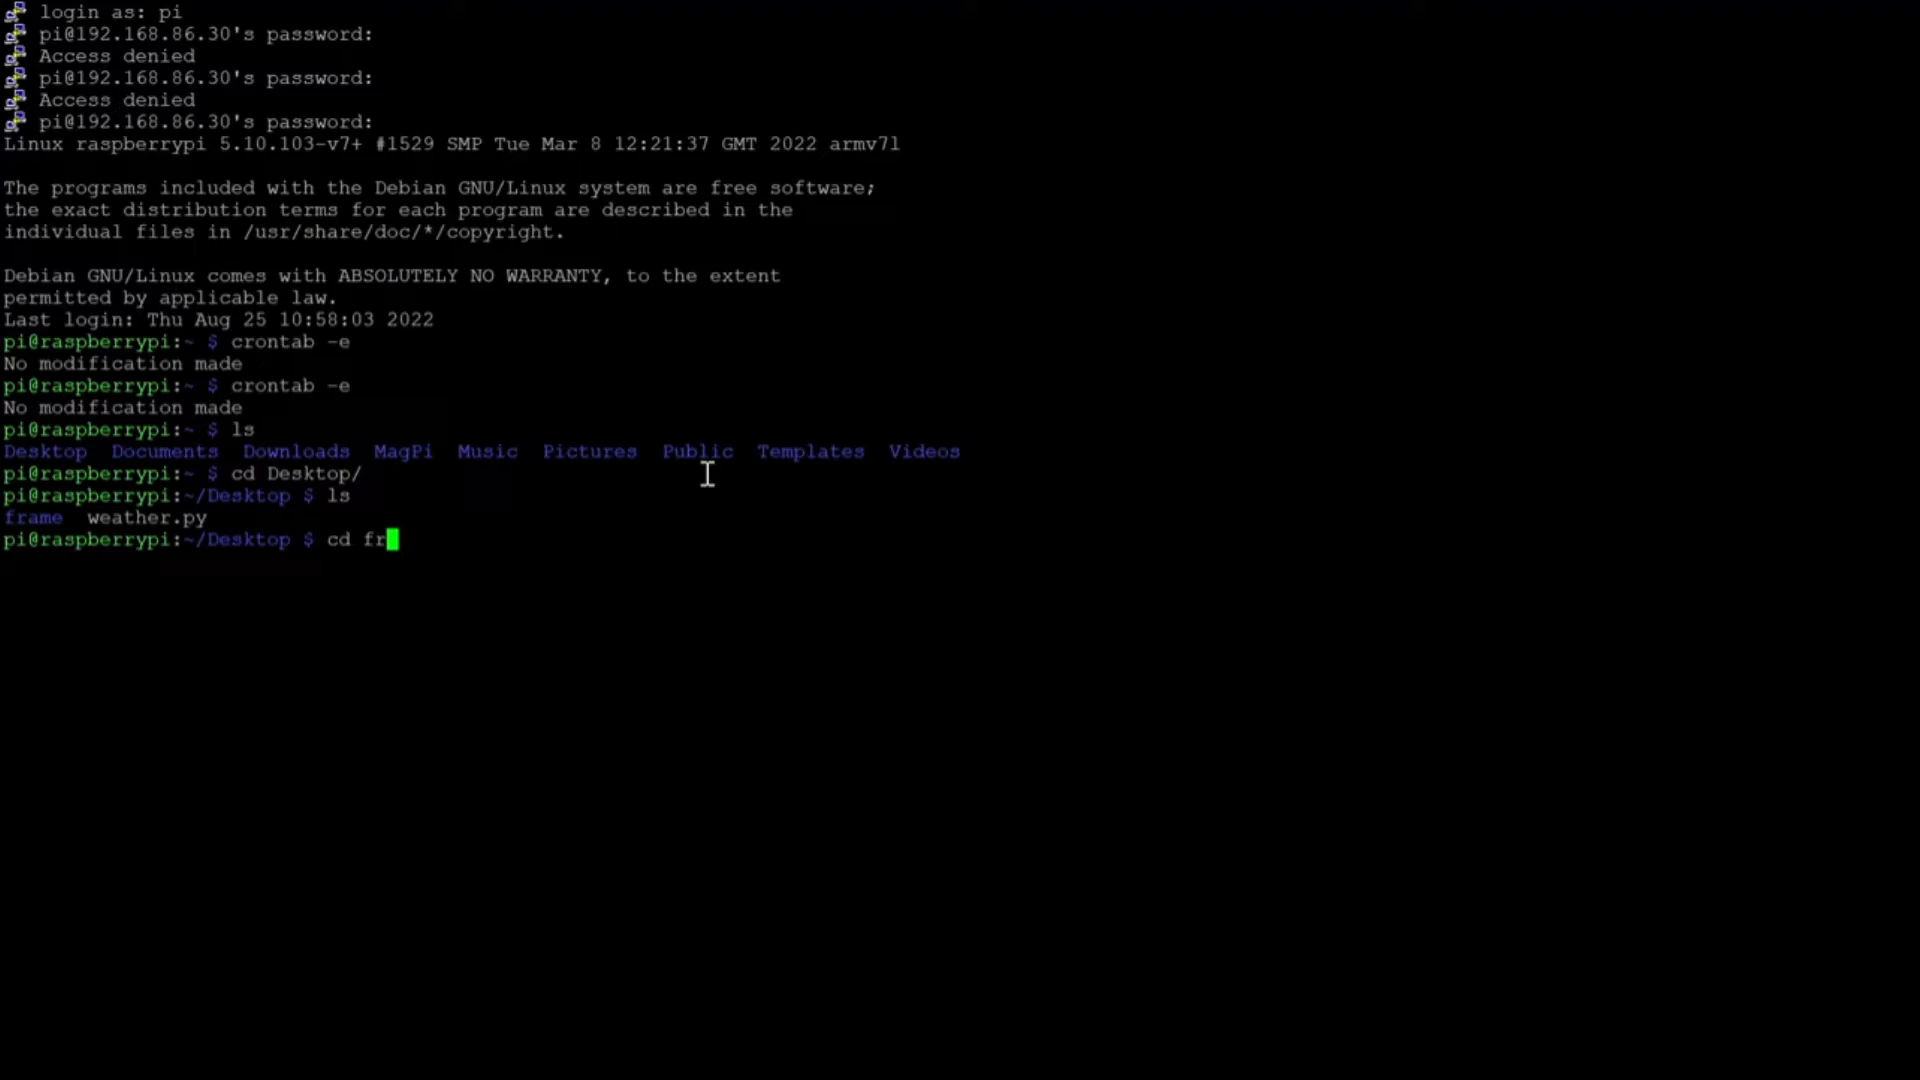 login as: pi
pi@192.168.86.30's password:
Access denied
pi@192.168.86.30's password:
Access denied
pi@192.168.86.30's password:
Linux raspberrypi 5.10.103-v7+ #1529 SMP Tue Mar 8 12:21:37 GMT 2022 armv7l
The programs included with the Debian GNU/Linux system are free software;
the exact distribution terms for each program are described in the
individual files in /usr/share/doc/*/copyright.
Debian GNU/Linux comes with ABSOLUTELY NO WARRANTY, to the extent
permitted by applicable law.
Last login: Thu Aug 25 10:58:03 2022
pi@raspberrypi:~ $ crontab -e
No modification made
pi@raspberrypi:~ $ crontab -e
No modification made
pi@raspberrypi:~ $ ls
Desktop  Documents  Downloads  MagPi  Music  Pictures  Public  Templates  Videos
pi@raspberrypi:~ $ cd Desktop/
pi@raspberrypi:~/Desktop $ ls
frame  weather.py
pi@raspberrypi:~/Desktop $ cd fr